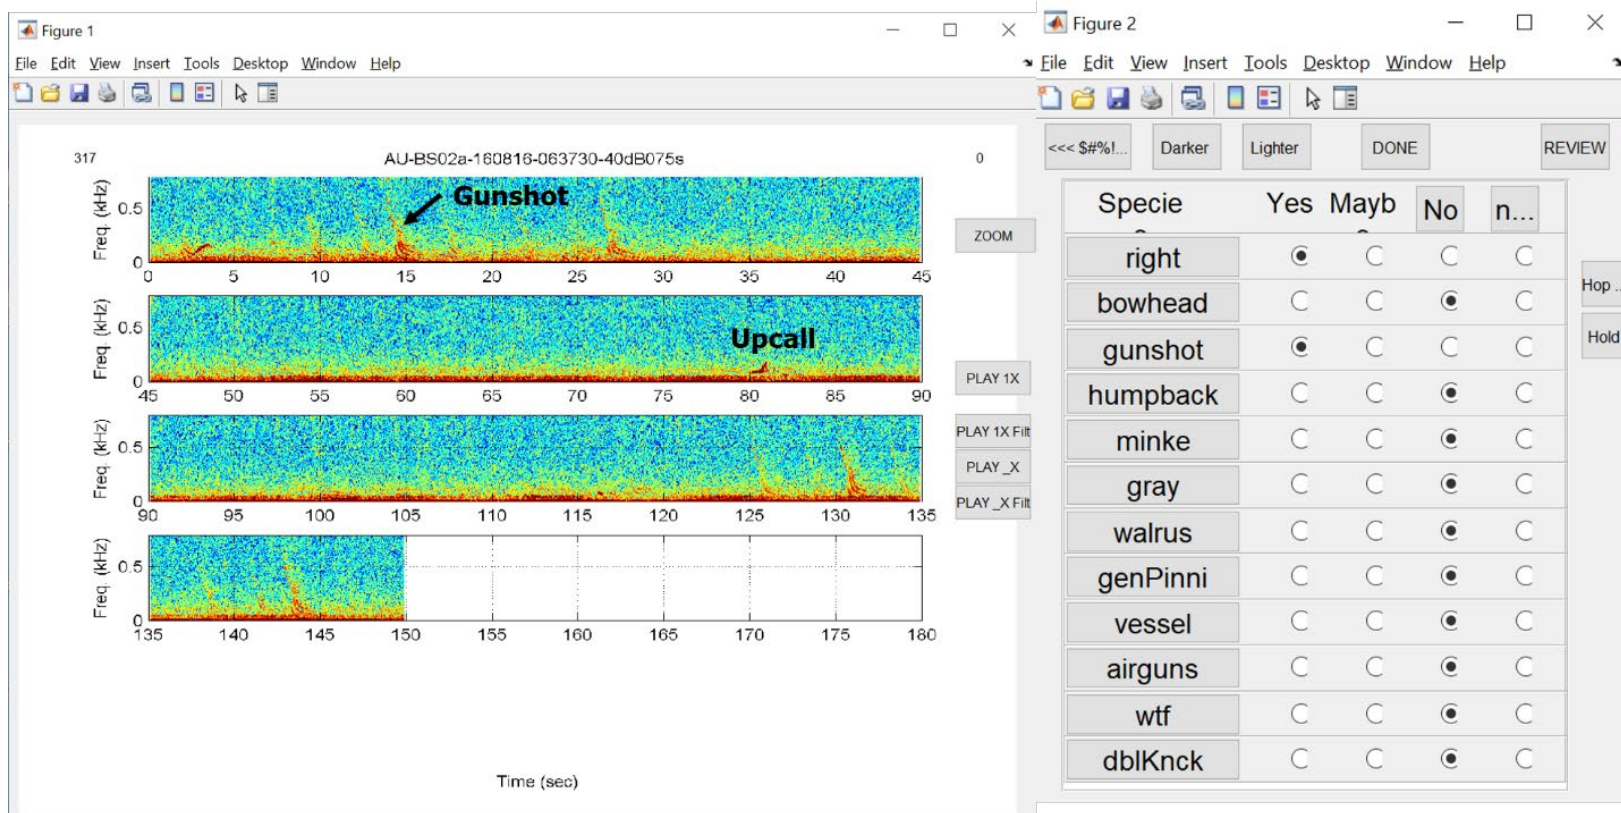 Figure 1
File Edit View Insert Tools Desktop Window Help
317
AU-BS02a-160816-063730-40dB075s
0
Freq. (kHz)
0.5
0
Gunshot
0 5 10 15 20 25 30 35 40 45
ZOOM
Freq. (kHz)
0.5
0
Upcall
45 50 55 60 65 70 75 80 85 90
PLAY 1X
Freq. (kHz)
0.5
0
90 95 100 105 110 115 120 125 130 135
PLAY 1X Filt
PLAY _X
PLAY _X Filt
Freq. (kHz)
0.5
0
135 140 145 150 155 160 165 170 175 180
Time (sec)
Figure 2
File Edit View Insert Tools Desktop Window Help
<<< $#%!... Darker Lighter DONE REVIEW
Specie Yes Mayb No n...
right
bowhead
gunshot
humpback
minke
gray
walrus
genPinni
vessel
airguns
wtf
dblKnck
Hop ..
Hold